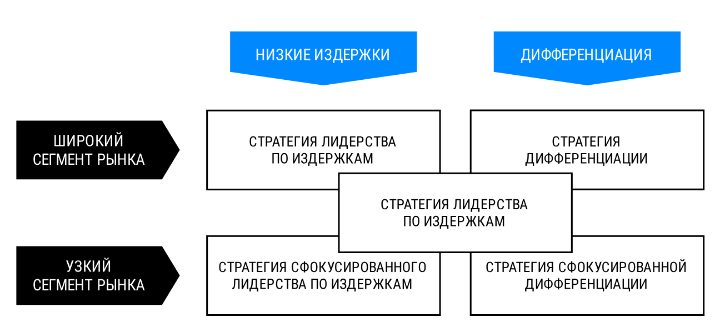 НИЗКИЕ ИЗДЕРЖКИ
ДИФФЕРЕНЦИАЦИЯ
ШИРОКИЙ
СЕГМЕНТ РЫНКА
СТРАТЕГИЯ ЛИДЕРСТВА
ПО ИЗДЕРЖКАМ
СТРАТЕГИЯ
ДИФФЕРЕНЦИАЦИИ
СТРАТЕГИЯ ЛИДЕРСТВА
ПО ИЗДЕРЖКАМ
УЗКИЙ
СЕГМЕНТ РЫНКА
СТРАТЕГИЯ СФОКУСИРОВАННОГО
ЛИДЕРСТВА ПО ИЗДЕРЖКАМ
СТРАТЕГИЯ СФОКУСИРОВАННОЙ
ДИФФЕРЕНЦИАЦИИ